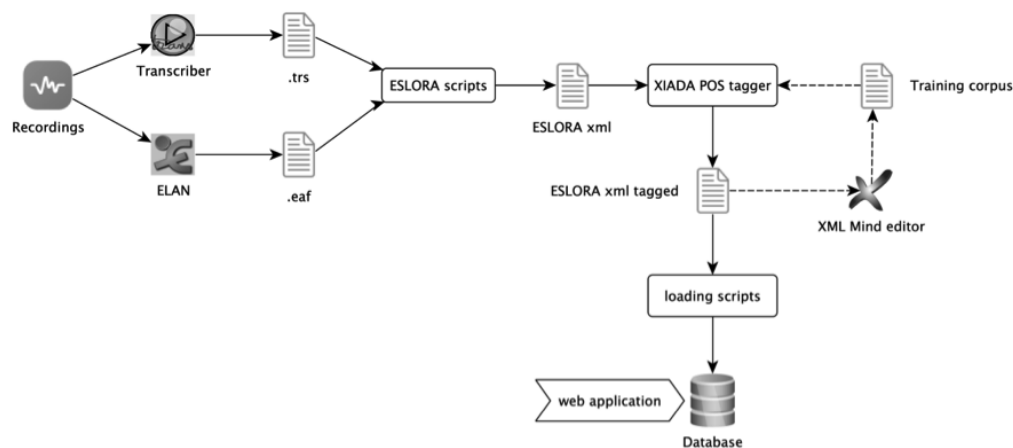 Transcriber
.trs
Recordings
ELAN
.eaf
ESLORA scripts
ESLORA xml
XIADA POS tagger
Training corpus
ESLORA xml tagged
XML Mind editor
loading scripts
web application
Database